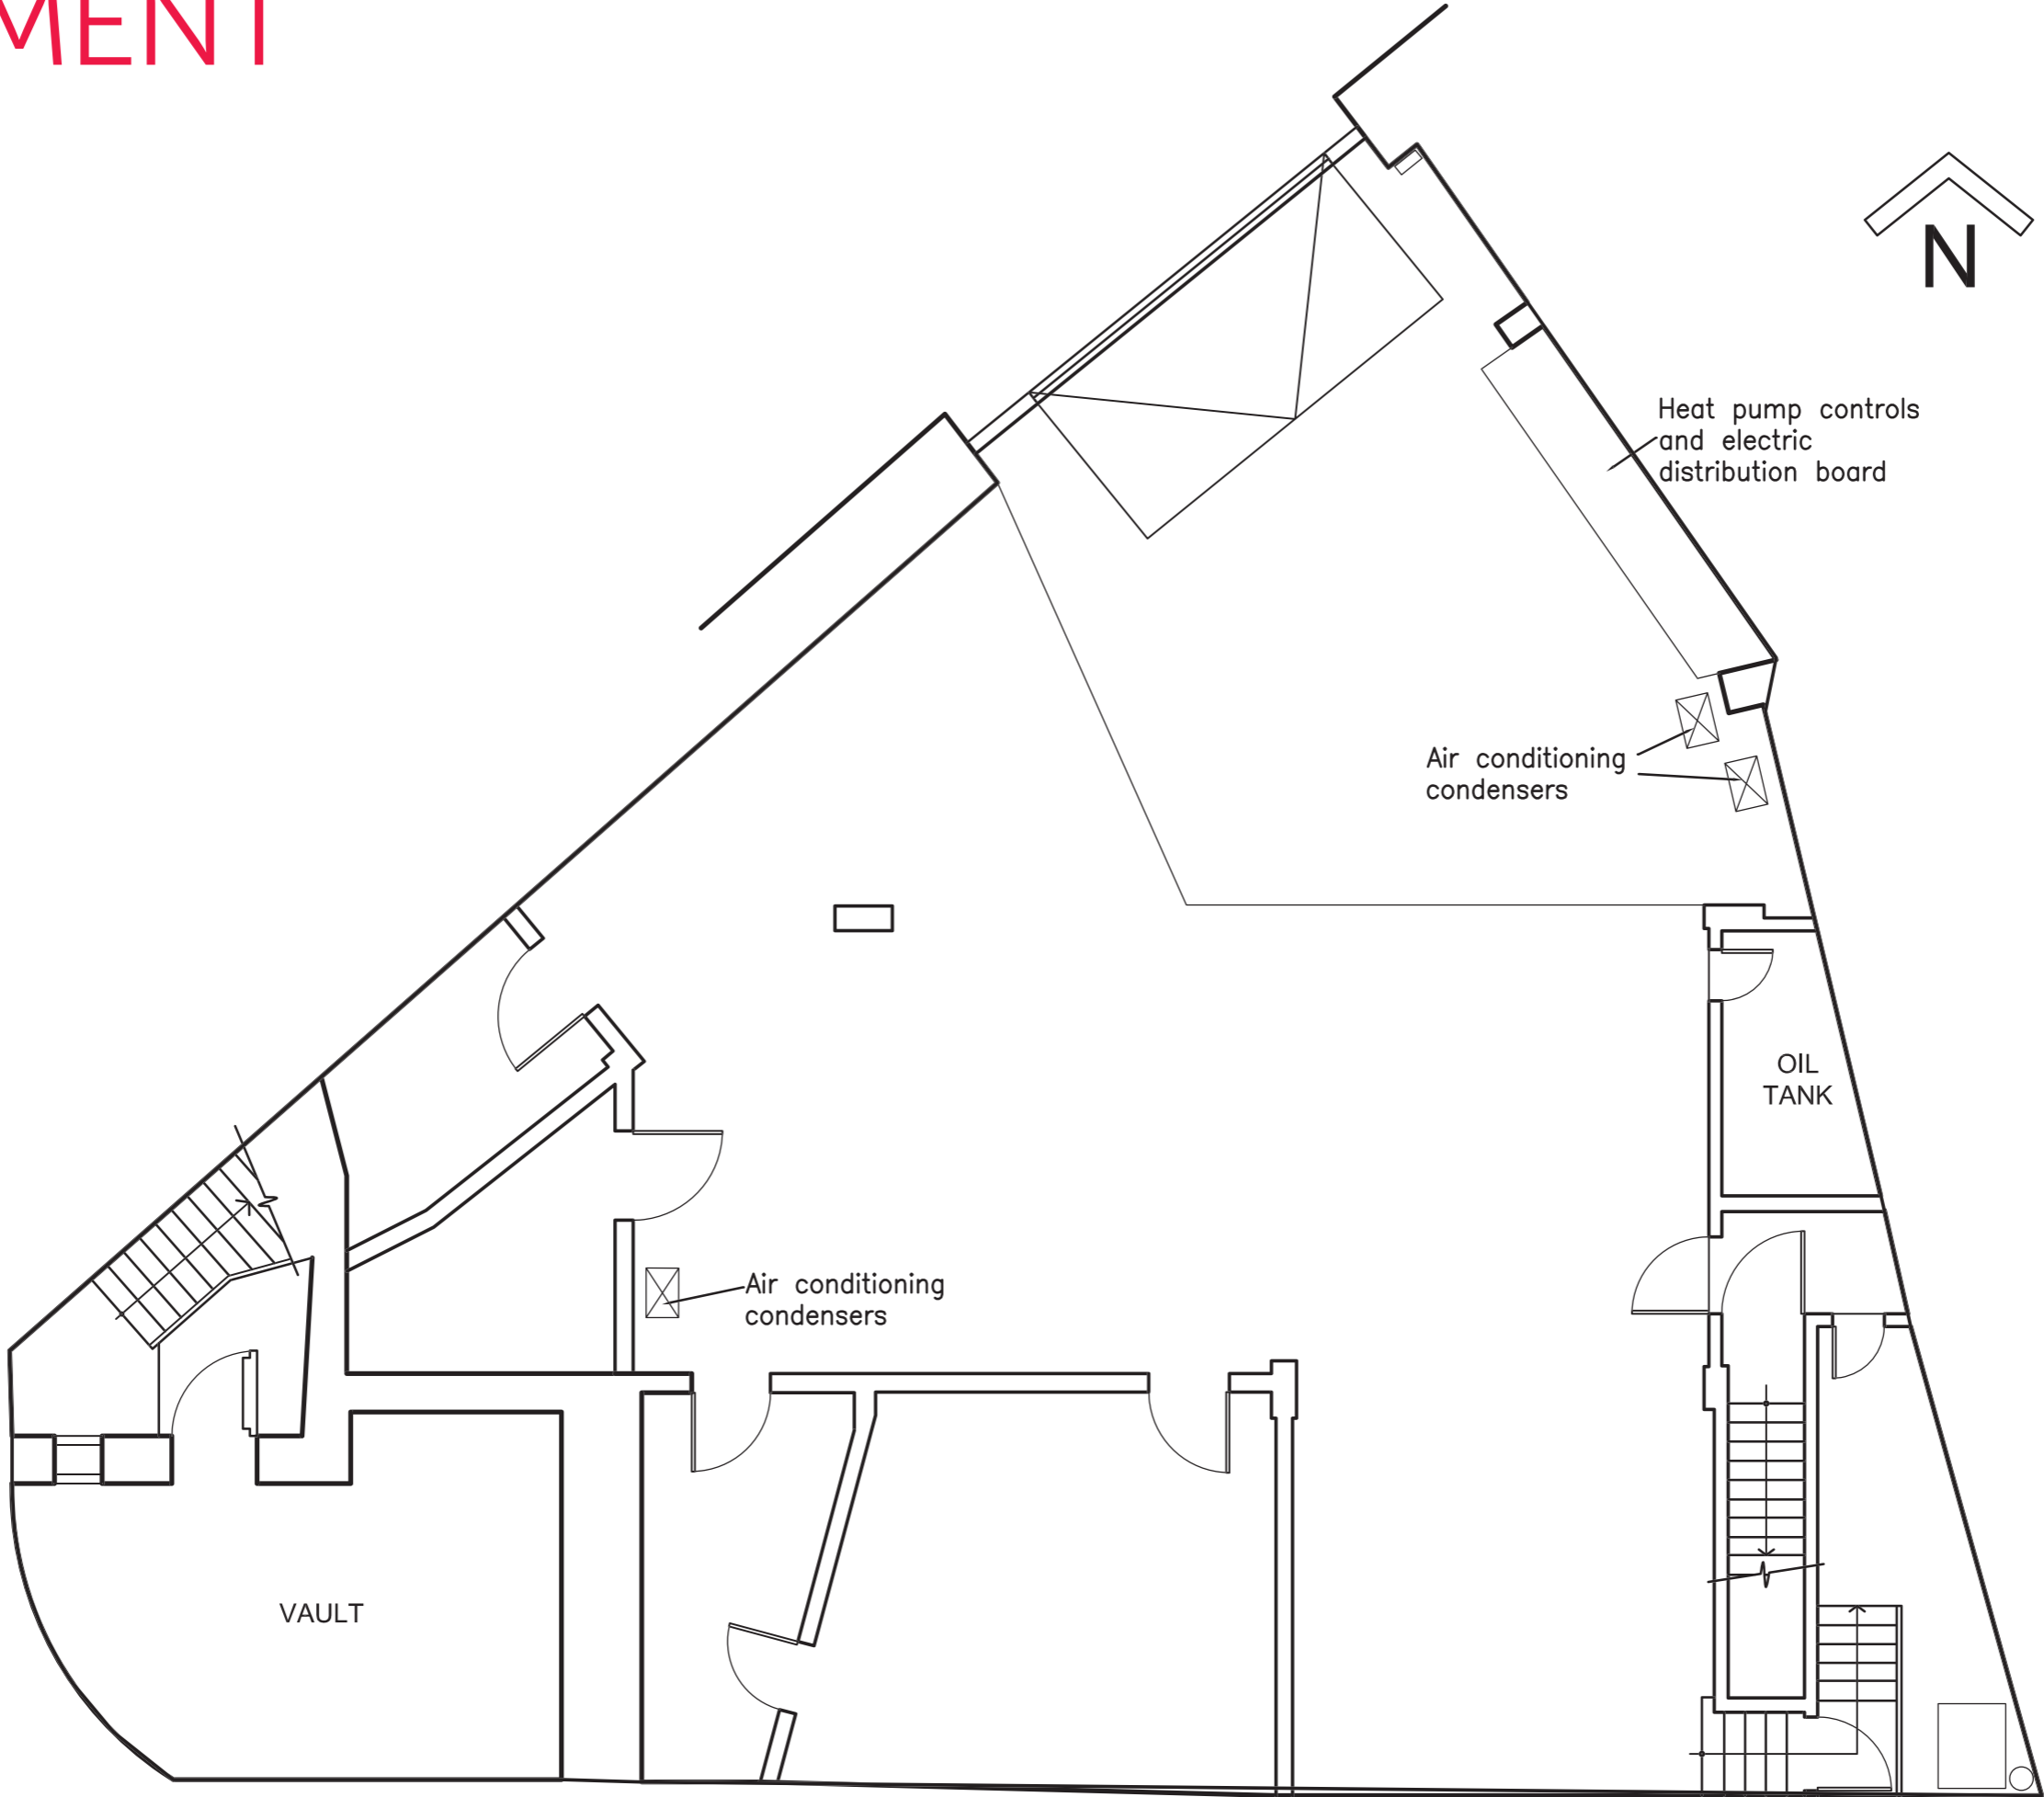 MENT
N
Heat pump controls
and electric
distribution board
Air conditioning
condensers
OIL
TANK
Air conditioning
condensers
VAULT